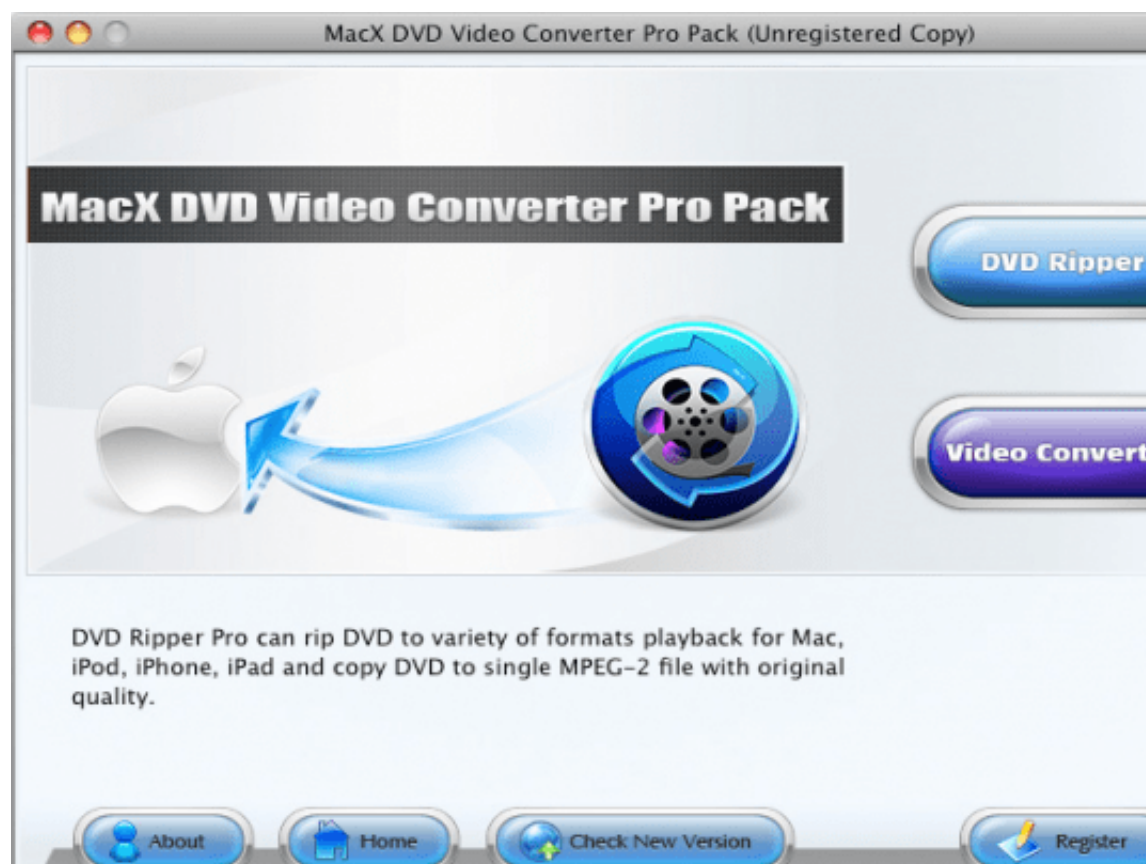 MacX DVD Video Converter Pro Pack (Unregistered Copy)
MacX DVD Video Converter Pro Pack
DVD Ripper
Video Convert
DVD Ripper Pro can rip DVD to variety of formats playback for Mac,
iPod, iPhone, iPad and copy DVD to single MPEG-2 file with original
quality.
About
Home
Check New Version
Register